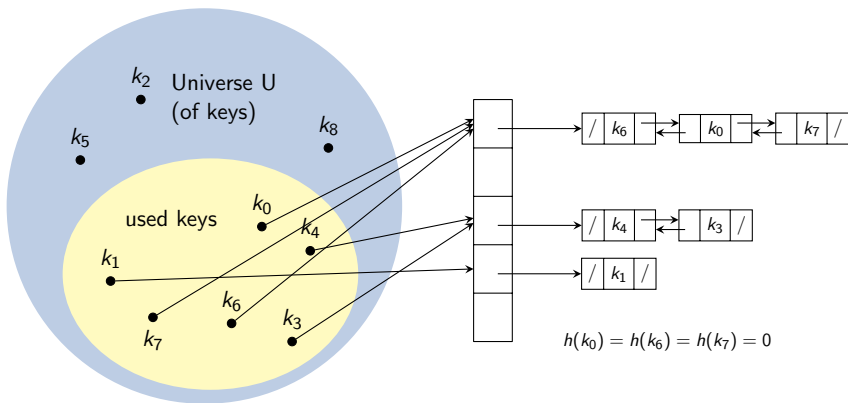 k₂
Universe U
(of keys)
k₅
k₈
used keys
k₀
k₄
k₁
k₇
k₆
k₃
/ k₆ k₀ k₇ /
/ k₄ k₃ /
/ k₁ /
h(k₀) = h(k₆) = h(k₇) = 0